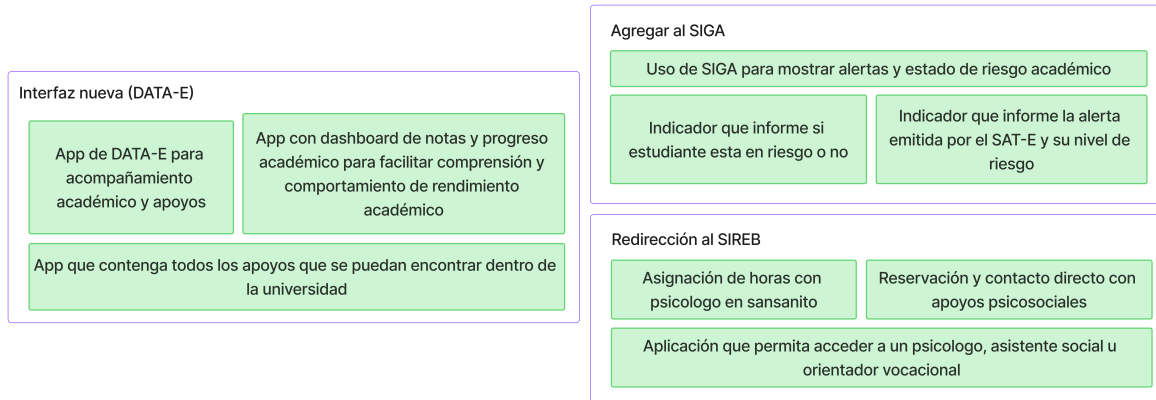 Interfaz nueva (DATA-E)
App de DATA-E para
acompañamiento
académico y apoyos
App con dashboard de notas y progreso
académico para facilitar comprensión y
comportamiento de rendimiento
académico
App que contenga todos los apoyos que se puedan encontrar dentro de
la universidad
Agregar al SIGA
Uso de SIGA para mostrar alertas y estado de riesgo académico
Indicador que informe si
estudiante esta en riesgo o no
Indicador que informe la alerta
emitida por el SAT-E y su nivel de
riesgo
Redirección al SIREB
Asignación de horas con
psicologo en sansanito
Reservación y contacto directo con
apoyos psicosociales
Aplicación que permita acceder a un psicologo, asistente social u
orientador vocacional